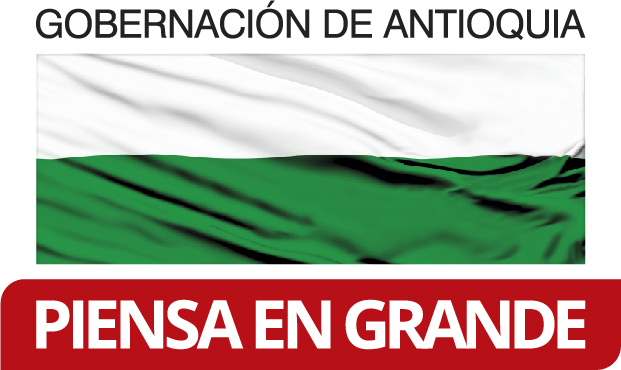 GOBERNACIÓN DE ANTIOQUIA
PIENSA EN GRANDE